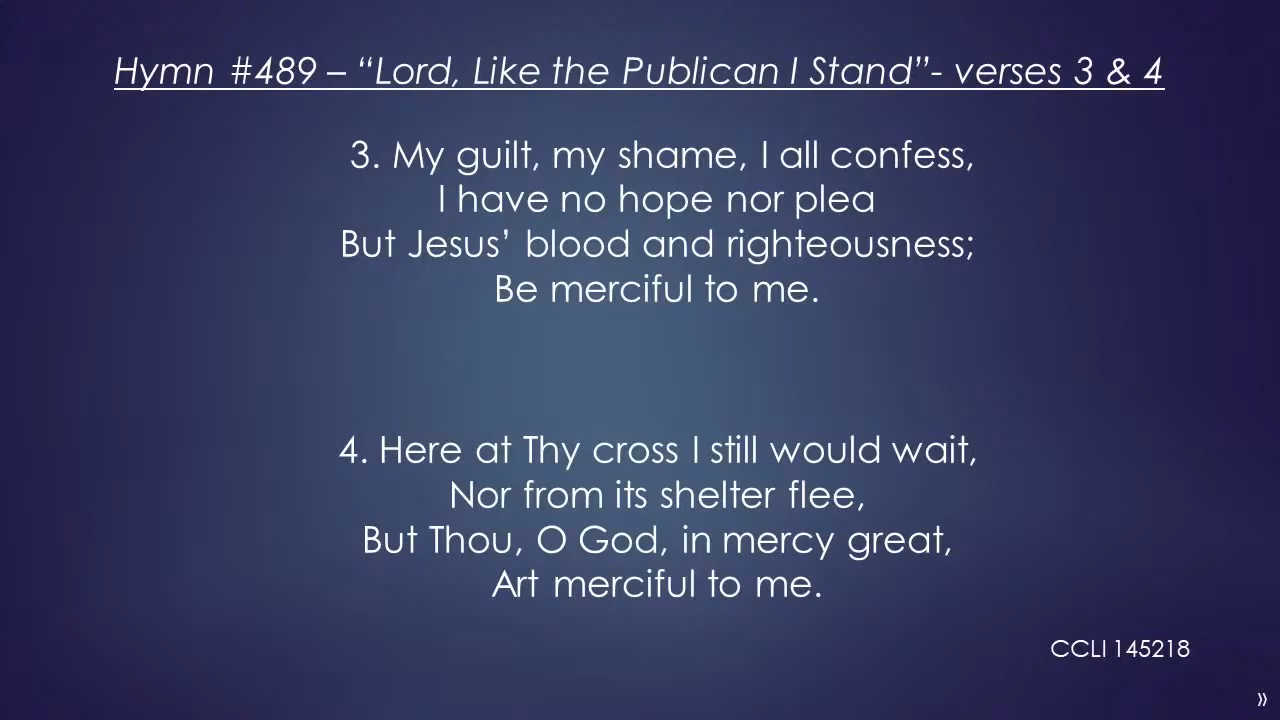 Hymn #489 – “Lord, Like the Publican I Stand”- verses 3 & 4
3. My guilt, my shame, I all confess,
I have no hope nor plea
But Jesus’ blood and righteousness;
Be merciful to me.
4. Here at Thy cross I still would wait,
Nor from its shelter flee,
But Thou, O God, in mercy great,
Art merciful to me.
CCLI 145218
»